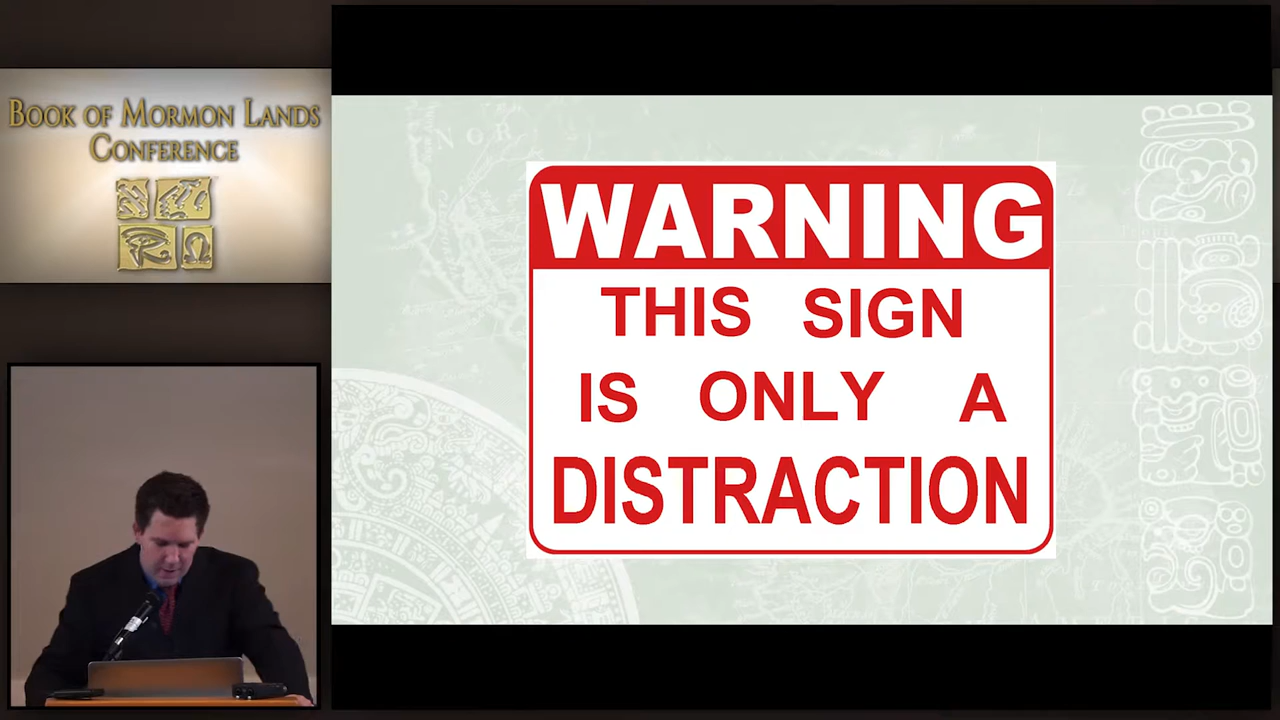 BOOK OF MORMON LANDS
CONFERENCE
WARNING
THIS SIGN
IS ONLY A
DISTRACTION